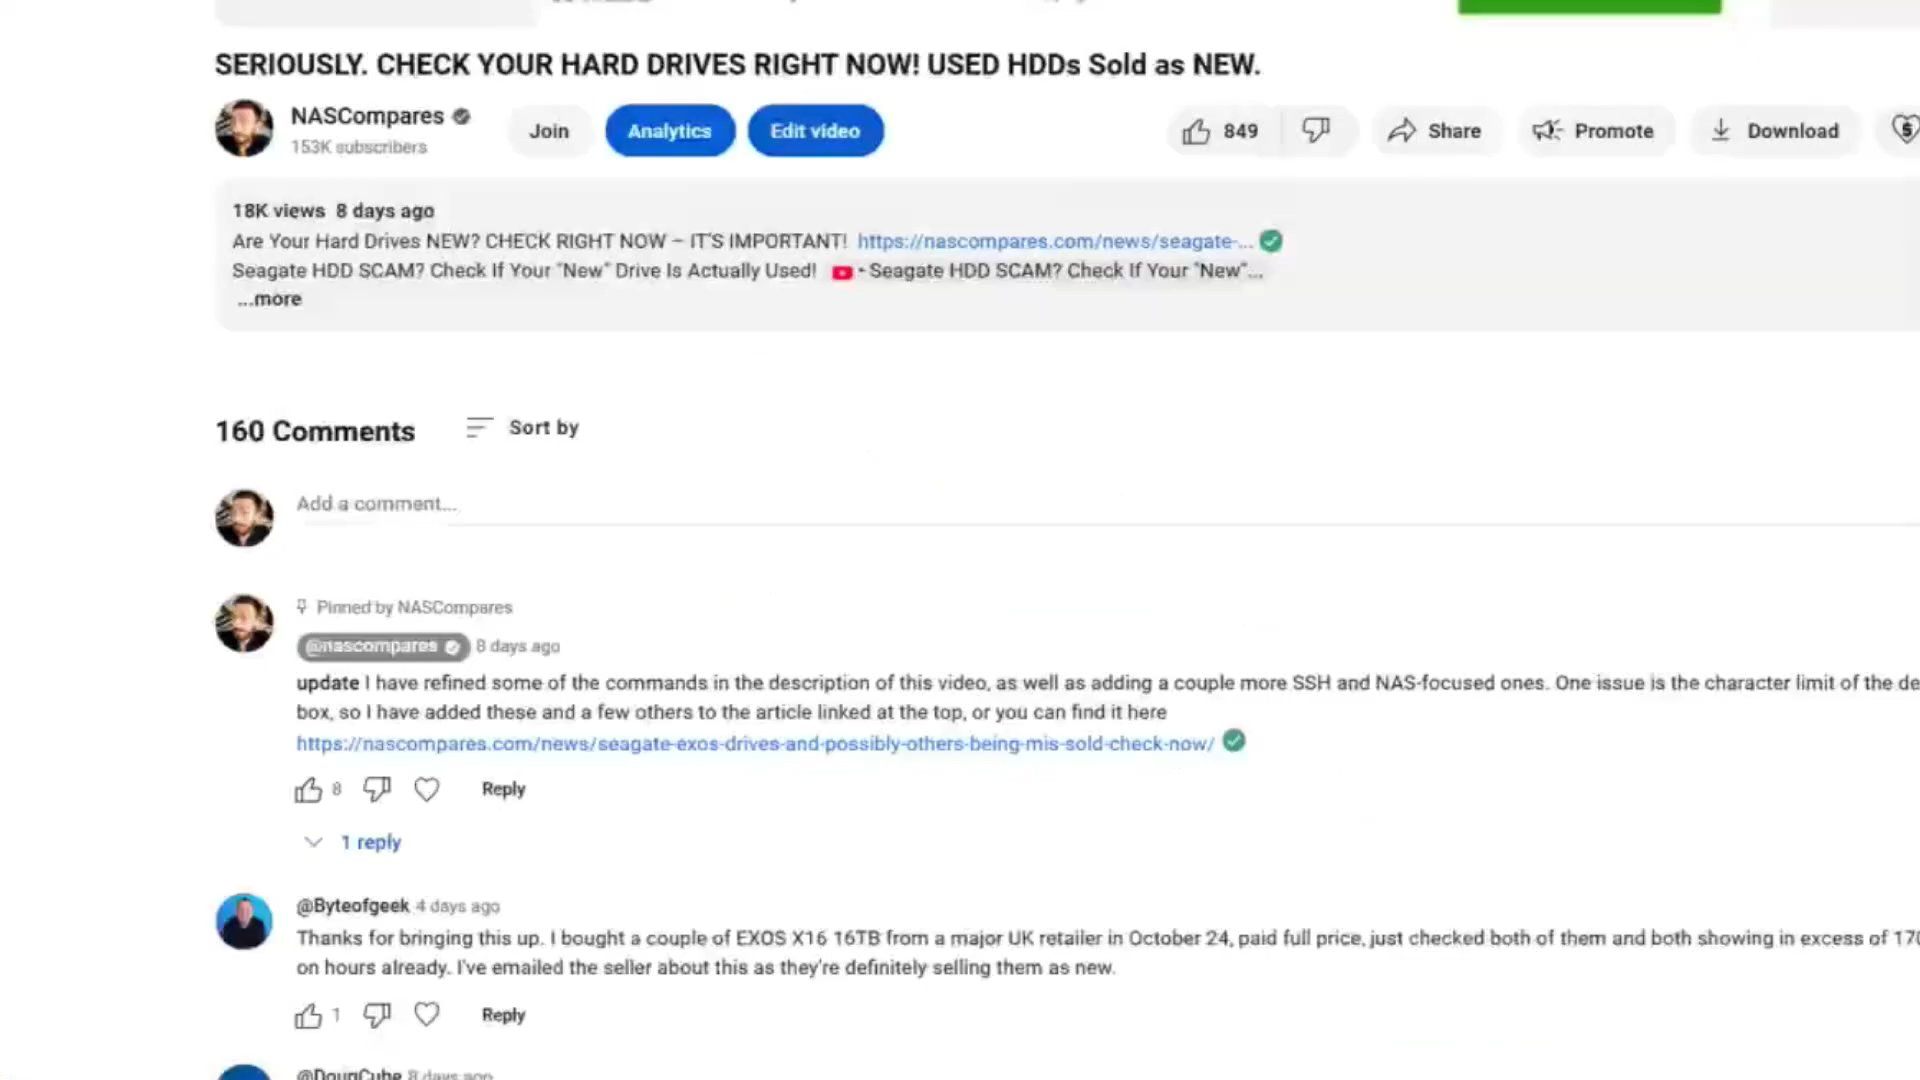 SERIOUSLY. CHECK YOUR HARD DRIVES RIGHT NOW! USED HDDs Sold as NEW.
NASCompares
153K subscribers
Join
Analytics
Edit video
849
Share
Promote
Download
18K views 8 days ago
Are Your Hard Drives NEW? CHECK RIGHT NOW – IT'S IMPORTANT! https://nascompares.com/news/seagate-...
Seagate HDD SCAM? Check If Your "New" Drive Is Actually Used! • Seagate HDD SCAM? Check If Your "New"...
...more
160 Comments
Sort by
Add a comment...
Pinned by NASCompares
@nascompares 8 days ago
update I have refined some of the commands in the description of this video, as well as adding a couple more SSH and NAS-focused ones. One issue is the character limit of the de
box, so I have added these and a few others to the article linked at the top, or you can find it here
https://nascompares.com/news/seagate-exos-drives-and-possibly-others-being-mis-sold-check-now/
8
Reply
1 reply
@Byteofgeek 4 days ago
Thanks for bringing this up. I bought a couple of EXOS X16 16TB from a major UK retailer in October 24, paid full price, just checked both of them and both showing in excess of 170
on hours already. I've emailed the seller about this as they're definitely selling them as new.
1
Reply
@DougCube 8 days ago